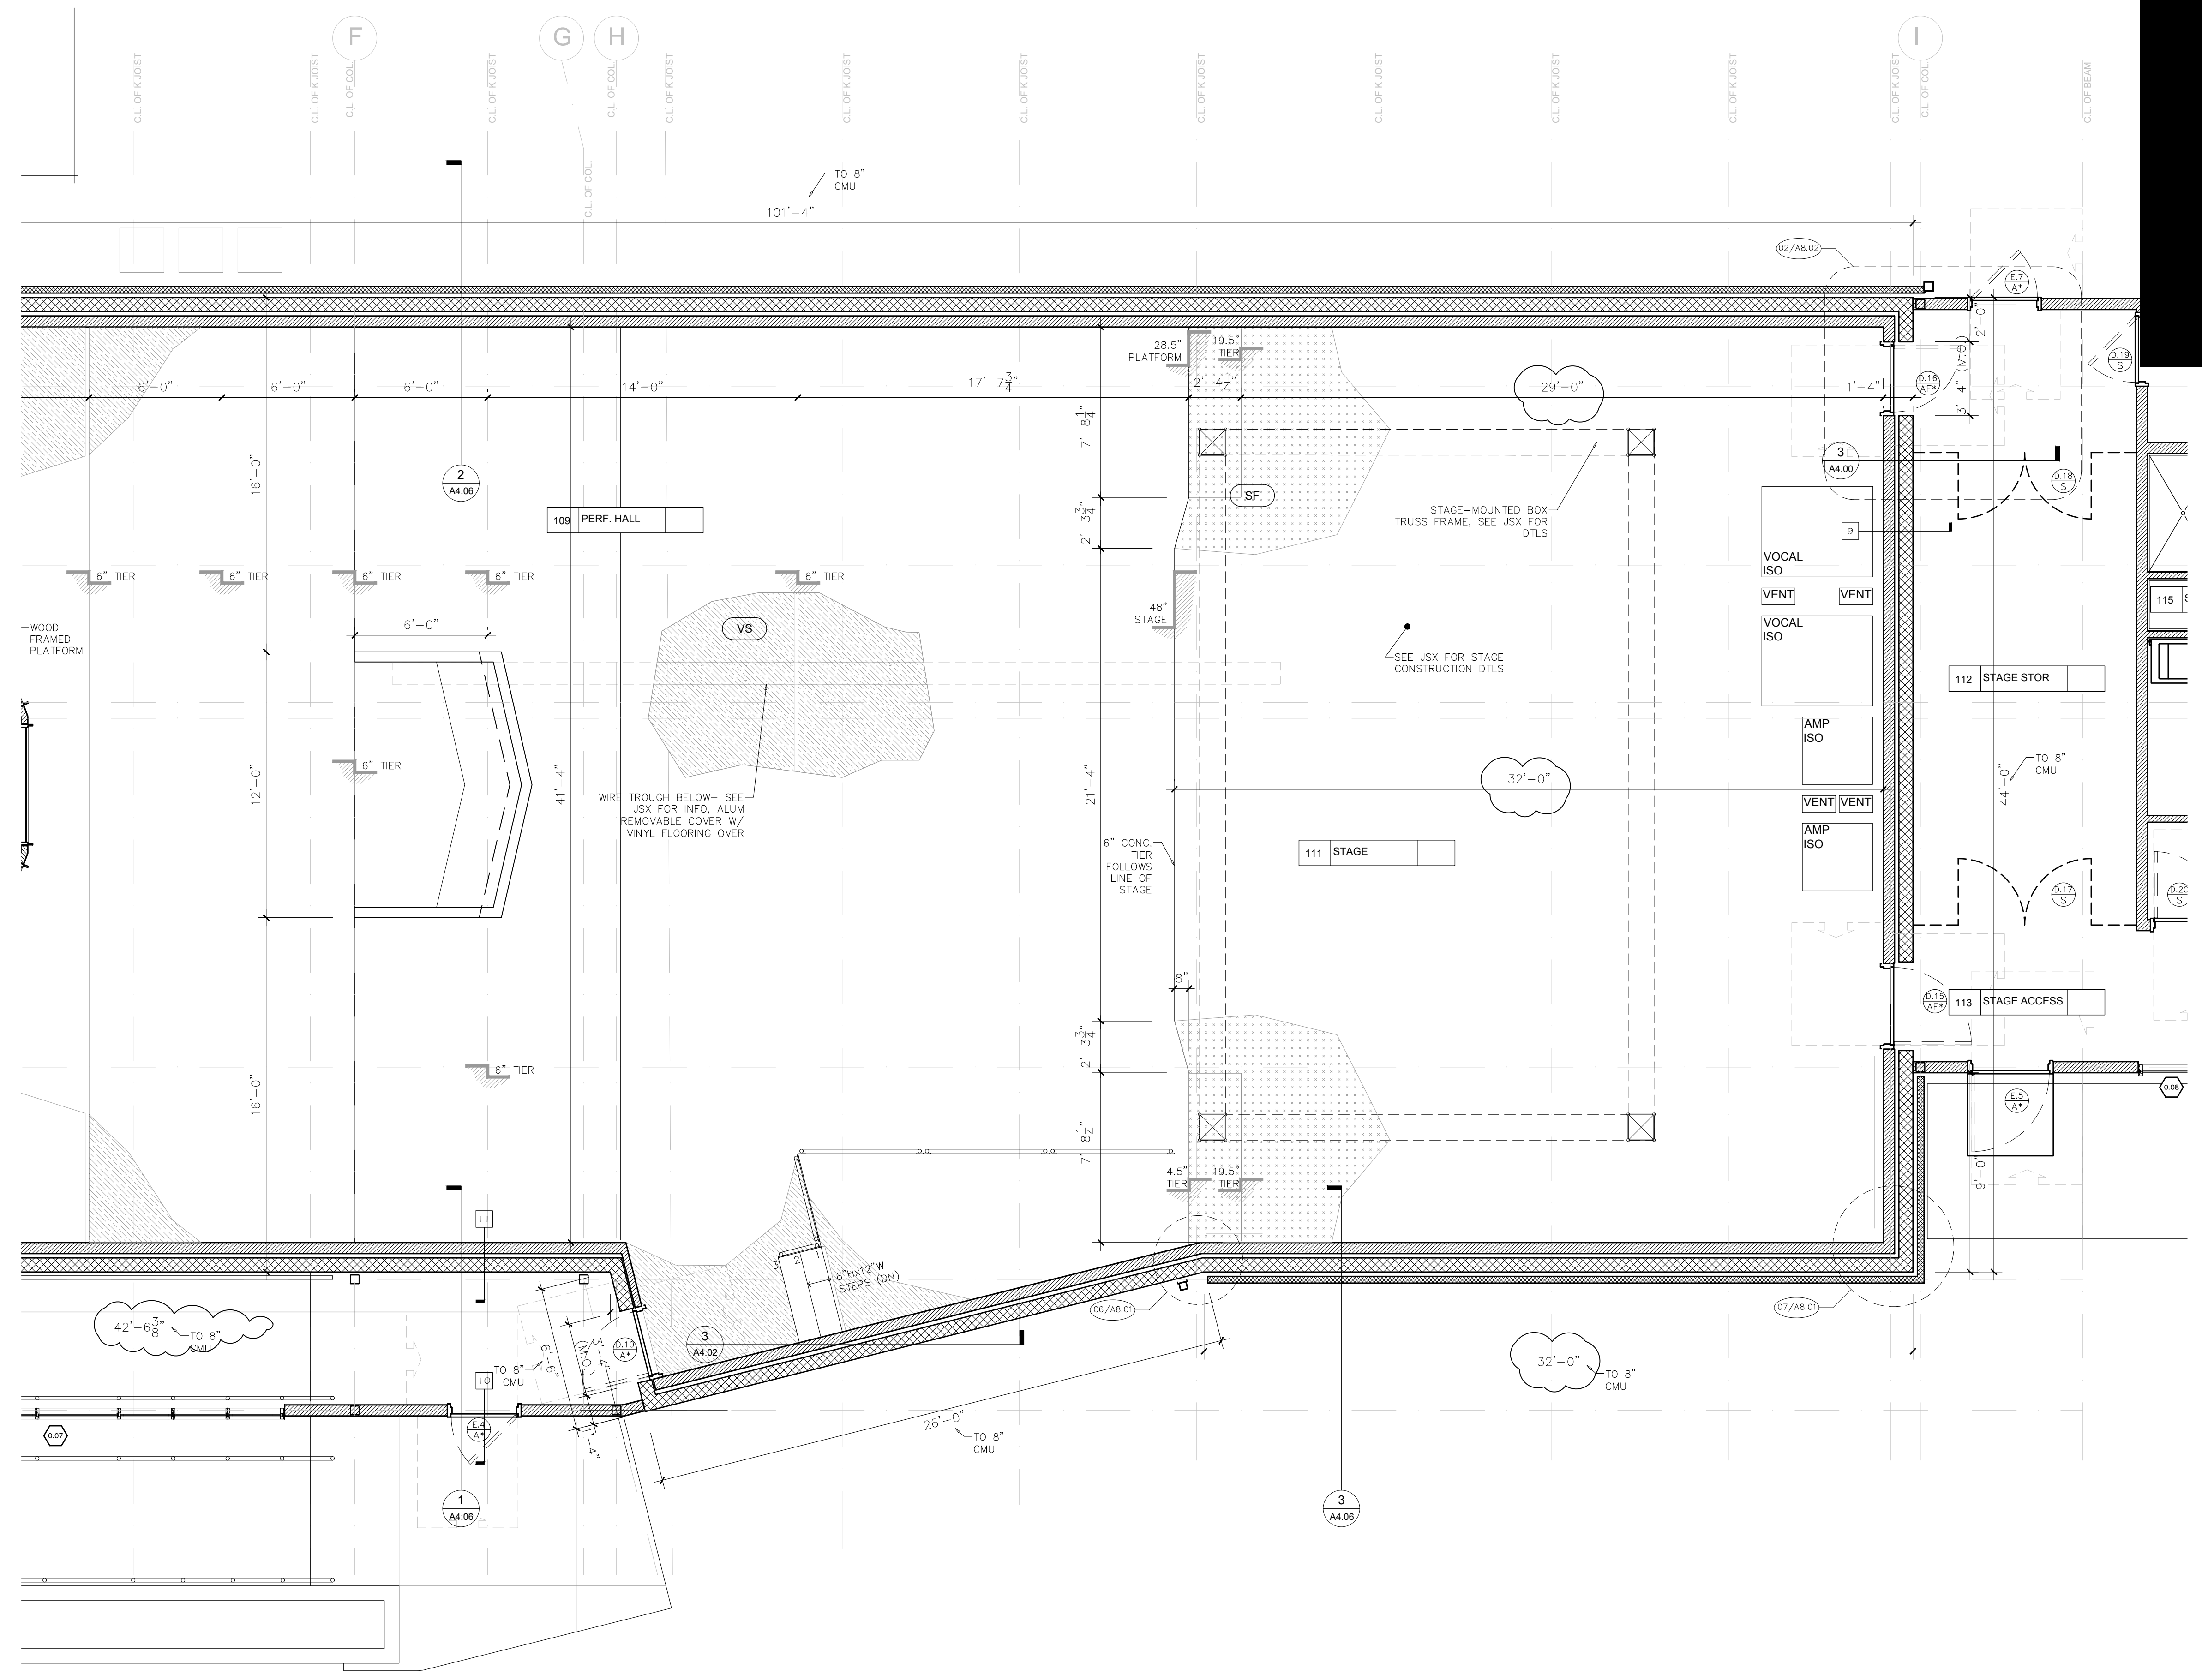 F
G
H
I
C.L. OF K JOIST
C.L. OF K JOIST
C.L. OF COL.
C.L. OF K JOIST
C.L. OF COL.
C.L. OF COL.
C.L. OF K JOIST
C.L. OF K JOIST
C.L. OF K JOIST
C.L. OF K JOIST
C.L. OF K JOIST
C.L. OF K JOIST
C.L. OF K JOIST
C.L. OF K JOIST
C.L. OF COL.
C.L. OF BEAM
TO 8"
CMU
101'-4"
02/A8.02
E.7
A*
2'-0"
D.19
S
28.5"
PLATFORM
19.5"
TIER
6'-0"
6'-0"
6'-0"
14'-0"
17'-7 3/4"
2'-4 1/4"
29'-0"
1'-4"
D.16
AF*
3'-4" (M.O.)
7'-8 1/4"
16'-0"
2
A4.06
3
A4.00
D.18
S
SF
109 PERF. HALL
STAGE-MOUNTED BOX
TRUSS FRAME, SEE JSX FOR
DTLS
2'-3 3/4"
9
VOCAL
ISO
6" TIER
6" TIER
6" TIER
6" TIER
6" TIER
VENT
VENT
115 S
48"
STAGE
VOCAL
ISO
WOOD
FRAMED
PLATFORM
6'-0"
VS
SEE JSX FOR STAGE
CONSTRUCTION DTLS
112 STAGE STOR
AMP
ISO
6" TIER
12'-0"
41'-4"
21'-4"
32'-0"
TO 8"
CMU
44'-0"
WIRE TROUGH BELOW- SEE
JSX FOR INFO, ALUM
REMOVABLE COVER W/
VINYL FLOORING OVER
VENT
VENT
AMP
ISO
6" CONC.
TIER
FOLLOWS
LINE OF
STAGE
111 STAGE
D.17
S
D.20
S
8"
D.15
AF*
113 STAGE ACCESS
2'-3 3/4"
6" TIER
16'-0"
E.5
A*
0.08
7'-8 1/4"
4.5"
TIER
19.5"
TIER
9'-0"
11
3
2
1
6"Hx12"W
STEPS (DN)
06/A8.01
07/A8.01
42'-6 3/8"
TO 8"
CMU
3
A4.02
D.10
A*
3'-4"
(M.O.)
6'-6"
TO 8"
CMU
10
32'-0"
TO 8"
CMU
0.07
E.4
A*
1'-4"
26'-0"
TO 8"
CMU
1
A4.06
3
A4.06